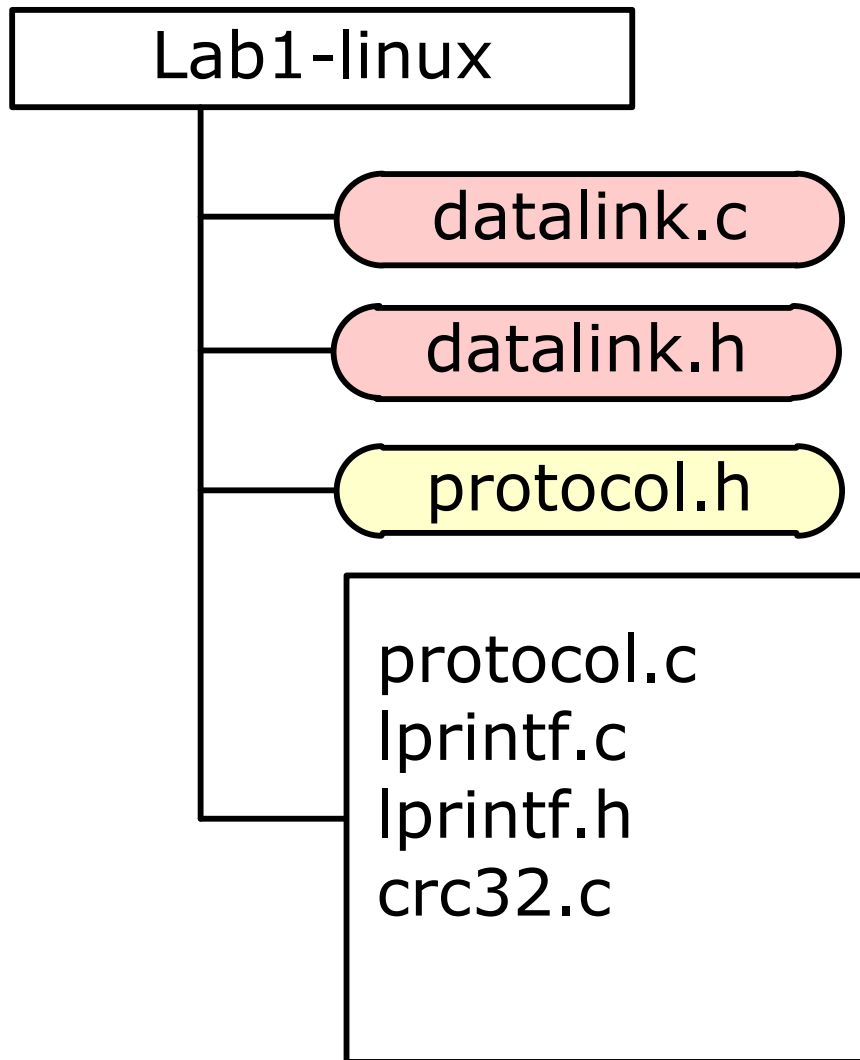 Lab1-linux
datalink.c
datalink.h
protocol.h
protocol.c
lprintf.c
lprintf.h
crc32.c